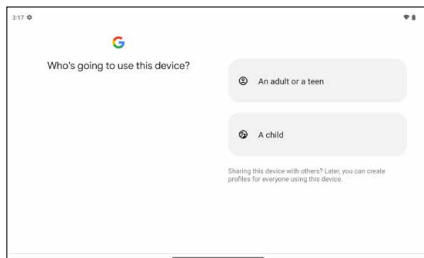 3:17
Who's going to use this device?
An adult or a teen
A child
Sharing this device with others? Later, you can create
profiles for everyone using this device.